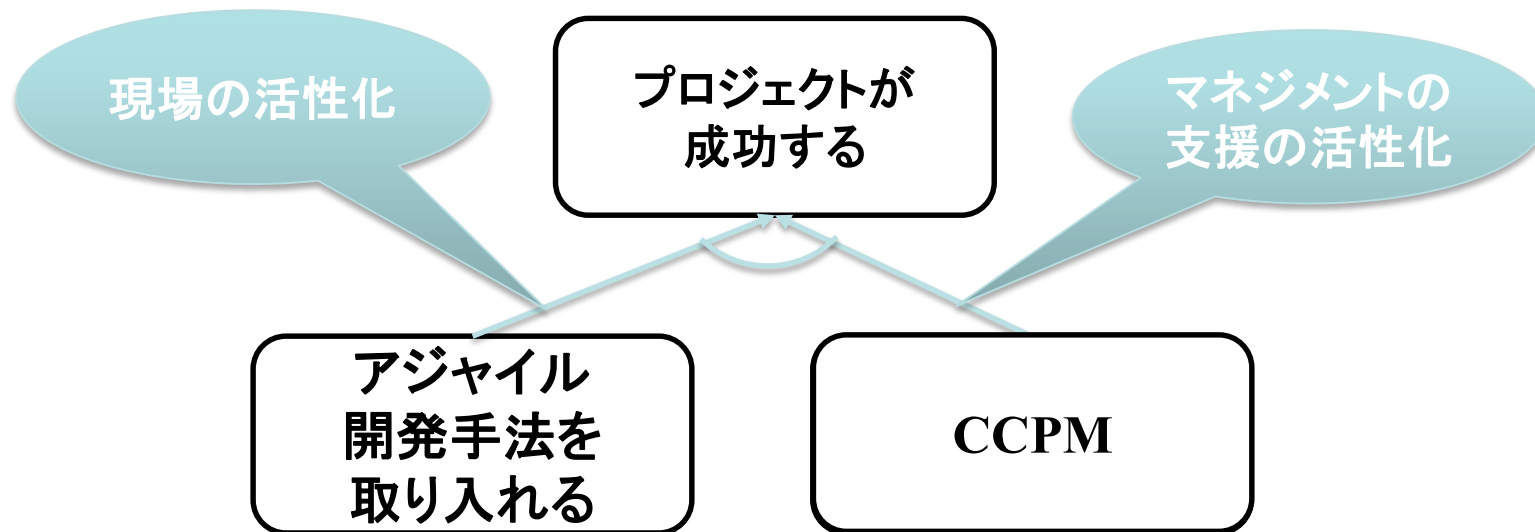 現場の活性化
プロジェクトが
成功する
マネジメントの
支援の活性化
アジャイル
開発手法を
取り入れる
CCPM